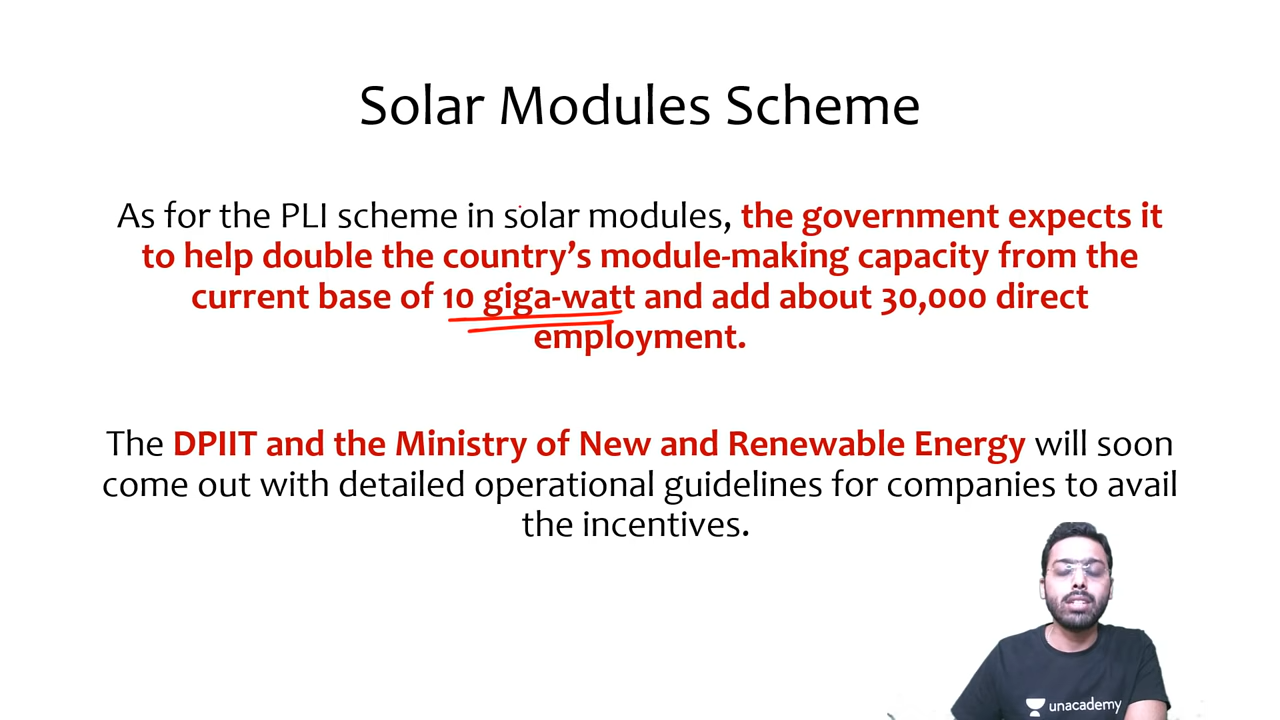 Solar Modules Scheme
As for the PLI scheme in solar modules, the government expects it
to help double the country’s module-making capacity from the
current base of 10 giga-watt and add about 30,000 direct
employment.
The DPIIT and the Ministry of New and Renewable Energy will soon
come out with detailed operational guidelines for companies to avail
the incentives.
unacademy